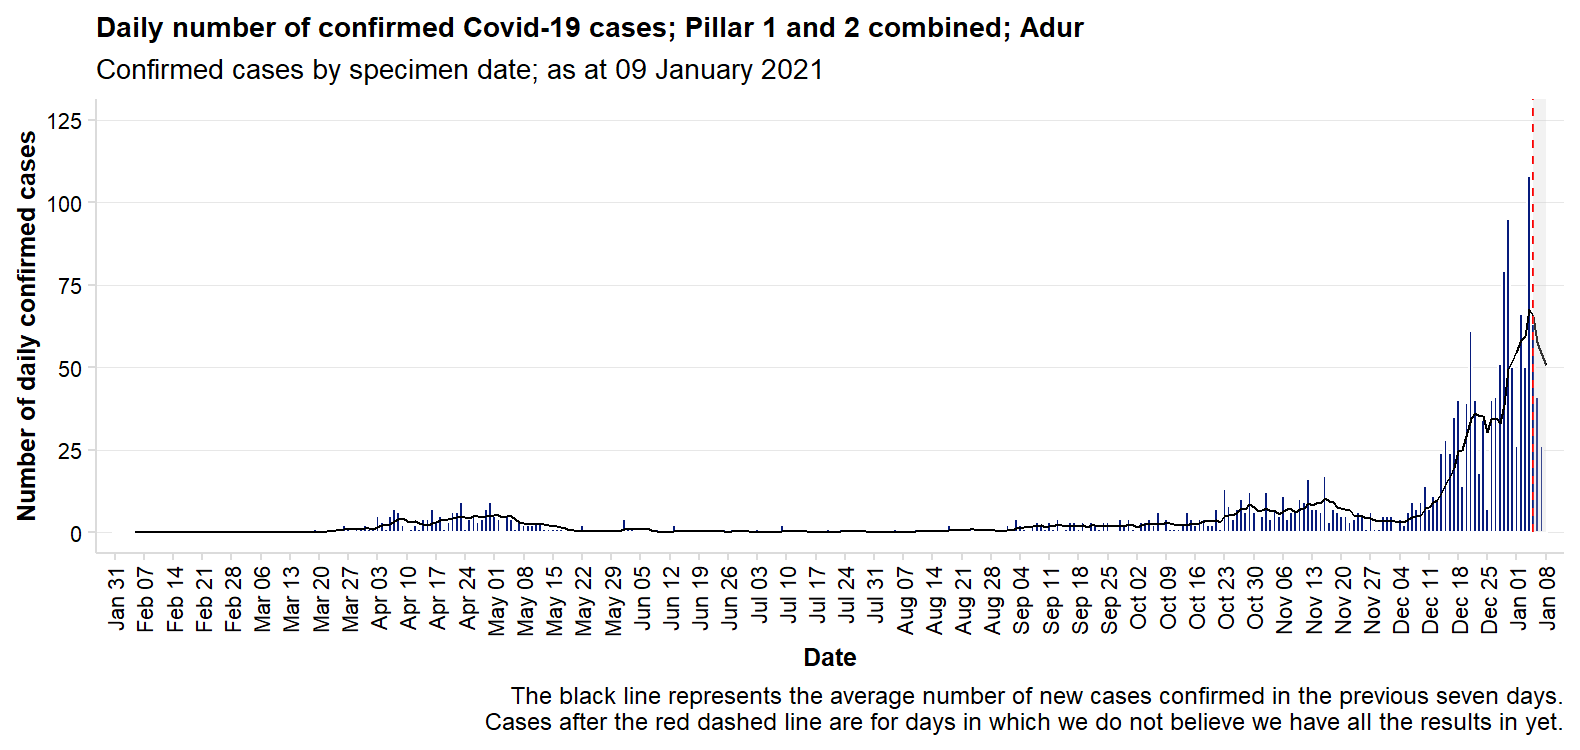 Daily number of confirmed Covid-19 cases; Pillar 1 and 2 combined; Adur
Confirmed cases by specimen date; as at 09 January 2021
Number of daily confirmed cases
125
100
75
50
25
0
Jan 31
Feb 07
Feb 14
Feb 21
Feb 28
Mar 06
Mar 13
Mar 20
Mar 27
Apr 03
Apr 10
Apr 17
Apr 24
May 01
May 08
May 15
May 22
May 29
Jun 05
Jun 12
Jun 19
Jun 26
Jul 03
Jul 10
Jul 17
Jul 24
Jul 31
Aug 07
Aug 14
Aug 21
Aug 28
Sep 04
Sep 11
Sep 18
Sep 25
Oct 02
Oct 09
Oct 16
Oct 23
Oct 30
Nov 06
Nov 13
Nov 20
Nov 27
Dec 04
Dec 11
Dec 18
Dec 25
Jan 01
Jan 08
Date
The black line represents the average number of new cases confirmed in the previous seven days.
Cases after the red dashed line are for days in which we do not believe we have all the results in yet.